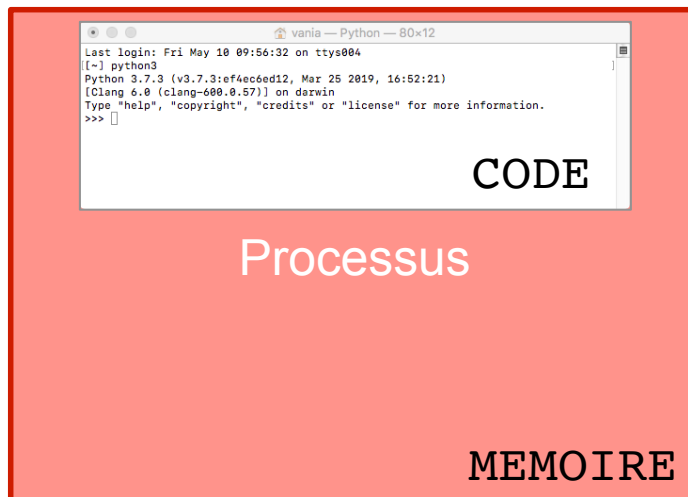 vania — Python — 80×12
Last login: Fri May 10 09:56:32 on ttys004
[[~] python3 ]
Python 3.7.3 (v3.7.3:ef4ec6ed12, Mar 25 2019, 16:52:21)
[Clang 6.0 (clang-600.0.57)] on darwin
Type "help", "copyright", "credits" or "license" for more information.
>>>
CODE
Processus
MEMOIRE